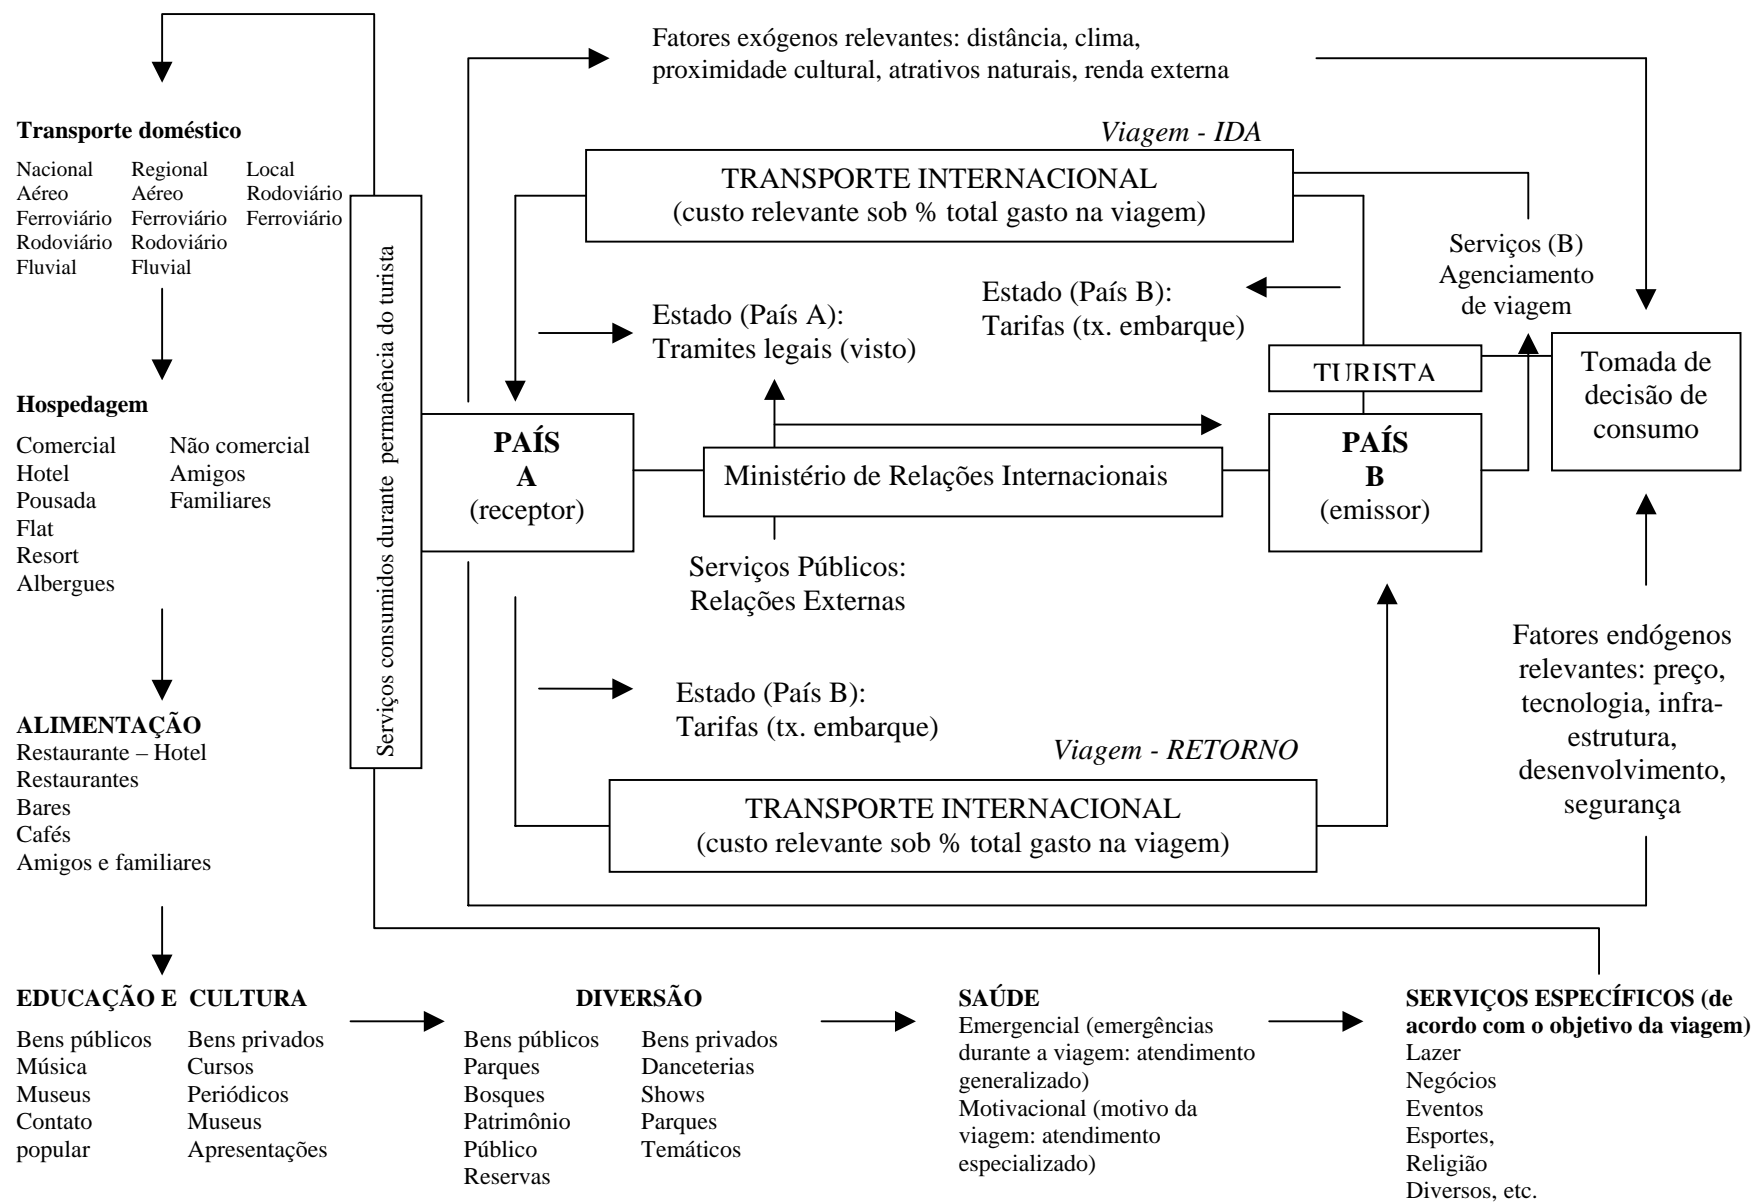 Fatores exógenos relevantes: distância, clima,
proximidade cultural, atrativos naturais, renda externa
Transporte doméstico
Nacional Regional Local
Aéreo Aéreo Rodoviário
Ferroviário Ferroviário Ferroviário
Rodoviário Rodoviário
Fluvial Fluvial
Viagem - IDA
TRANSPORTE INTERNACIONAL
(custo relevante sob % total gasto na viagem)
Serviços (B)
Agenciamento
de viagem
Estado (País B):
Tarifas (tx. embarque)
Estado (País A):
Tramites legais (visto)
Serviços consumidos durante permanência do turista
TURISTA
Tomada de
decisão de
consumo
Hospedagem
Comercial Não comercial
Hotel Amigos
Pousada Familiares
Flat
Resort
Albergues
PAÍS
A
(receptor)
Ministério de Relações Internacionais
PAÍS
B
(emissor)
Serviços Públicos:
Relações Externas
Fatores endógenos
relevantes: preço,
tecnologia, infra-
estrutura,
desenvolvimento,
segurança
Estado (País B):
Tarifas (tx. embarque)
Viagem - RETORNO
TRANSPORTE INTERNACIONAL
(custo relevante sob % total gasto na viagem)
ALIMENTAÇÃO
Restaurante – Hotel
Restaurantes
Bares
Cafés
Amigos e familiares
EDUCAÇÃO E CULTURA
Bens públicos Bens privados
Música Cursos
Museus Periódicos
Contato Museus
popular Apresentações
DIVERSÃO
Bens públicos Bens privados
Parques Danceterias
Bosques Shows
Patrimônio Parques
Público Temáticos
Reservas
SAÚDE
Emergencial (emergências
durante a viagem: atendimento
generalizado)
Motivacional (motivo da
viagem: atendimento
especializado)
SERVIÇOS ESPECÍFICOS (de
acordo com o objetivo da viagem)
Lazer
Negócios
Eventos
Esportes,
Religião
Diversos, etc.